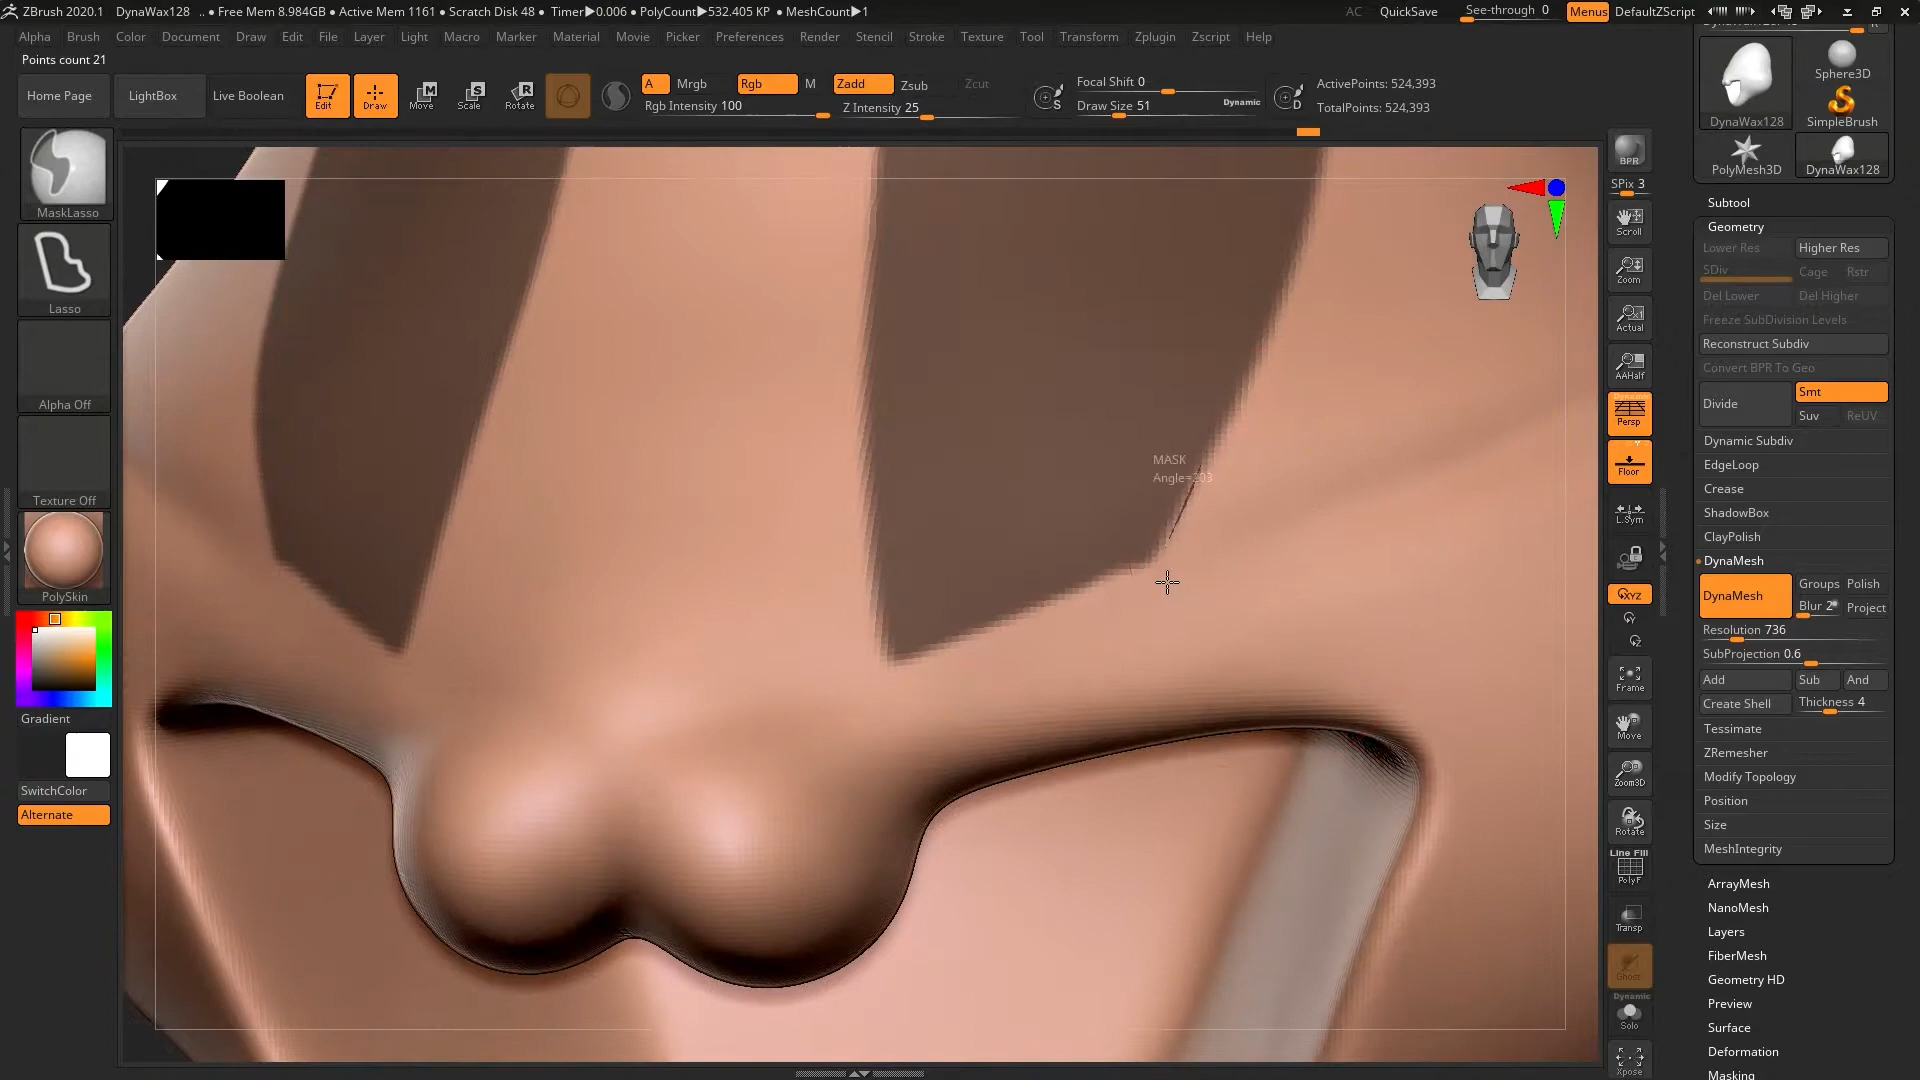 ZBrush 2020.1 DynaWax128 .. • Free Mem 8.984GB • Active Mem 1161 • Scratch Disk 48 • Timer▶0.006 • PolyCount▶532.405 KP • MeshCount▶1 AC QuickSave See-through 0 Menus DefaultZScript
Alpha Brush Color Document Draw Edit File Layer Light Macro Marker Material Movie Picker Preferences Render Stencil Stroke Texture Tool Transform Zplugin Zscript Help
Points count 21
Home Page LightBox Live Boolean Edit Draw Move Scale Rotate
M S R
A Mrgb Rgb M Zadd Zsub Zcut
Rgb Intensity 100 Z Intensity 25
S Focal Shift 0
Draw Size 51 Dynamic D
ActivePoints: 524,393
TotalPoints: 524,393
MaskLasso
Lasso
Alpha Off
Texture Off
PolySkin
Gradient
SwitchColor
Alternate
MASK
Angle=203
BPR
SPix 3
Scroll
Zoom
Actual
AAHalf
Dynamic
Persp
Floor
L.Sym
XYZ
Frame
Move
Zoom3D
Rotate
Line Fill
PolyF
Transp
Ghost
Dynamic
Solo
Xpose
DynaWax128
Sphere3D
SimpleBrush
PolyMesh3D
DynaWax128
Subtool
Geometry
Lower Res Higher Res
SDiv Cage Rstr
Del Lower Del Higher
Freeze SubDivision Levels
Reconstruct Subdiv
Convert BPR To Geo
Divide Smt
Suv ReUV
Dynamic Subdiv
EdgeLoop
Crease
ShadowBox
ClayPolish
DynaMesh
DynaMesh Groups Polish
Blur 2 Project
Resolution 736
SubProjection 0.6
Add Sub And
Create Shell Thickness 4
Tessimate
ZRemesher
Modify Topology
Position
Size
MeshIntegrity
ArrayMesh
NanoMesh
Layers
FiberMesh
Geometry HD
Preview
Surface
Deformation
Masking